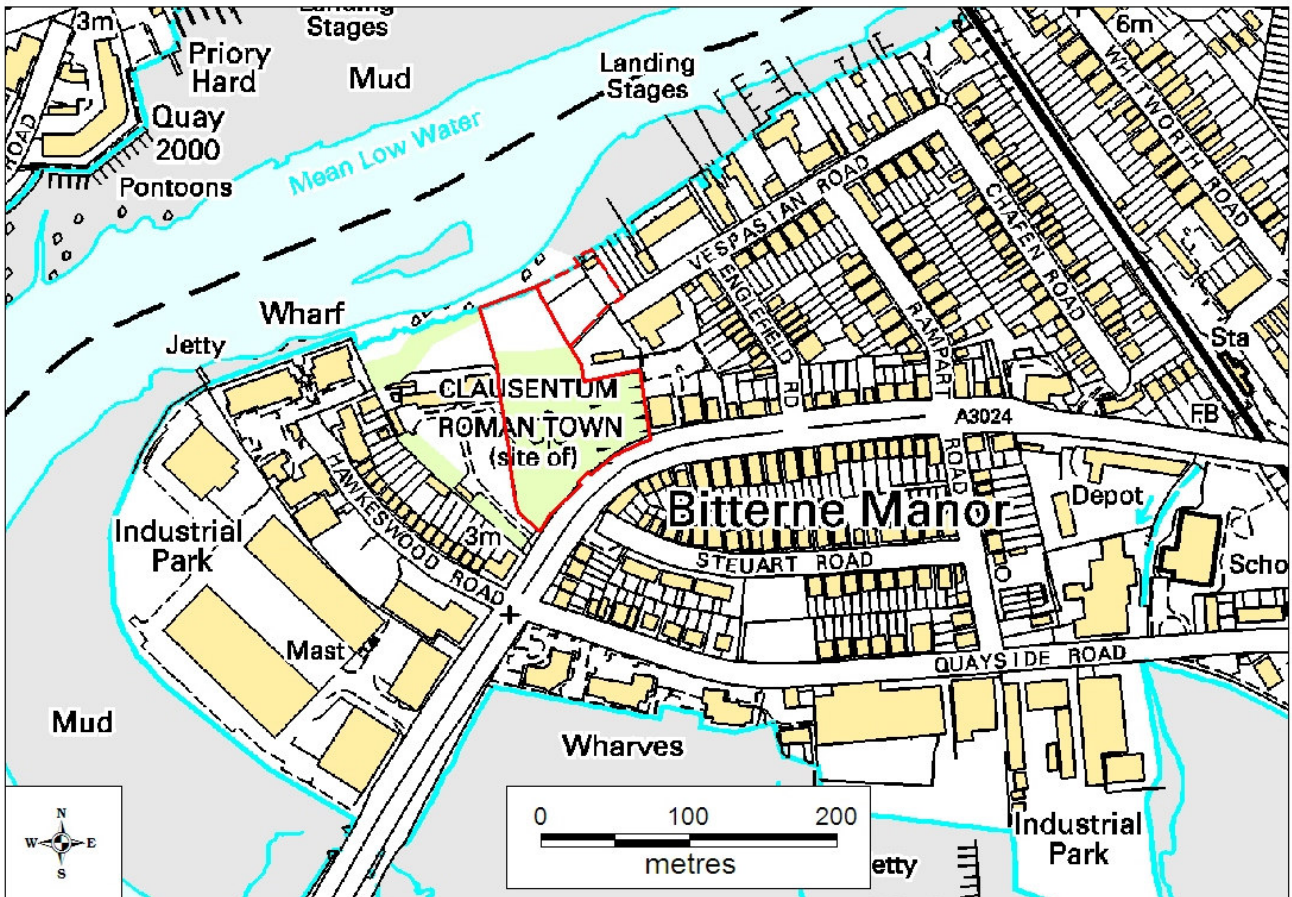 Landing
Stages
3m
Priory
Hard
Mud
Quay
2000
ROAD
Pontoons
Mean Low Water
Landing
Stages
6m
WHITWORTH ROAD
VESPASIAN ROAD
CHAFEN ROAD
ENGLEFIELD
RD
RAMPART
ROAD
Sta
FB
A3024
Wharf
Jetty
CLAUSENTUM
ROMAN TOWN
(site of)
HAWKESWOOD ROAD
3m
Industrial
Park
Mast
Bitterne Manor
STEUART ROAD
Depot
Scho
QUAYSIDE ROAD
Mud
Wharves
Industrial
Park
etty
N
W E
S
0 100 200
metres